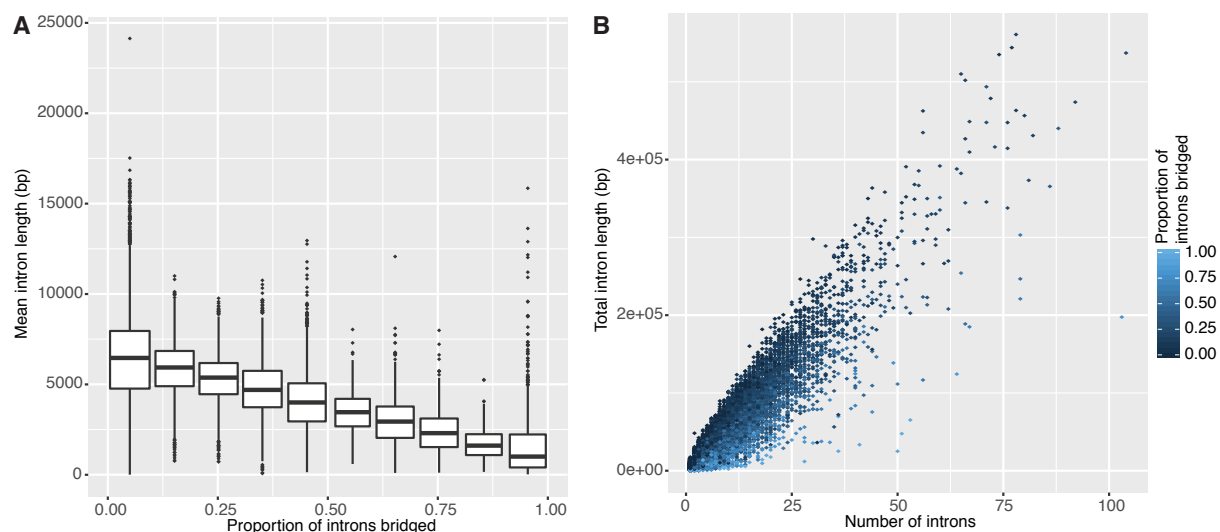 A
Mean intron length (bp)
25000
20000
15000
10000
5000
0
0.00 0.25 0.50 0.75 1.00
Proportion of introns bridged
B
Total intron length (bp)
4e+05
2e+05
0e+00
0 25 50 75 100
Number of introns
Proportion of
introns bridged
1.00
0.75
0.50
0.25
0.00